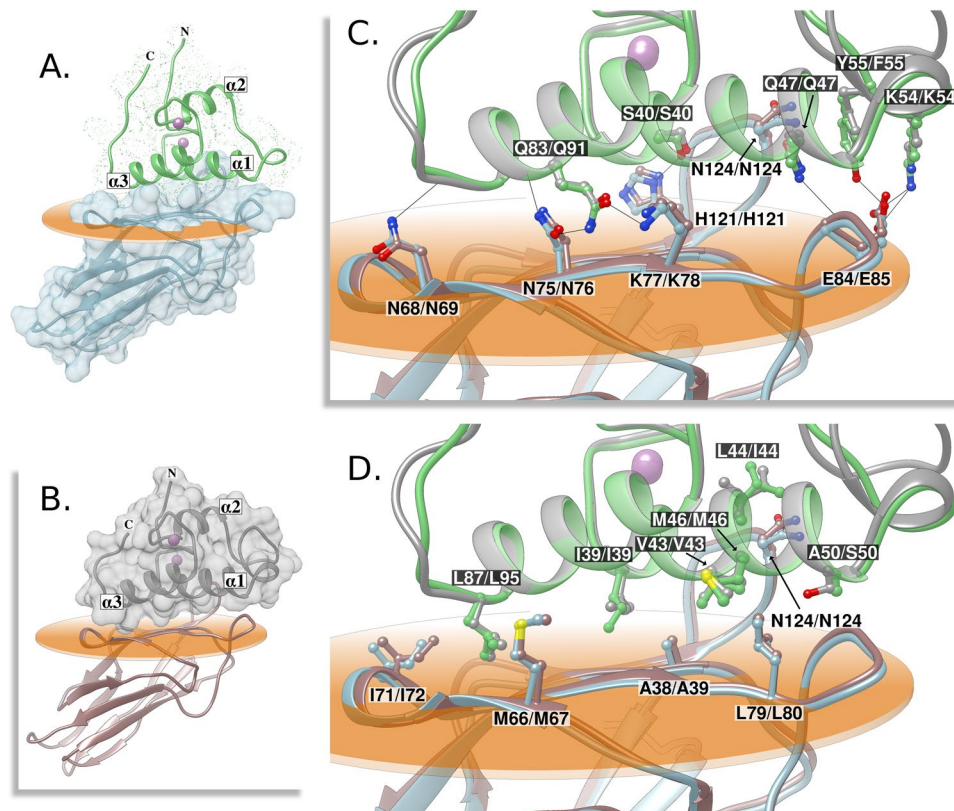 A.
N
C
α2
α1
α3
B.
N
α2
C
α1
α3
C.
Y55/F55
Q47/Q47
K54/K54
S40/S40
Q83/Q91
N124/N124
H121/H121
E84/E85
K77/K78
N75/N76
N68/N69
D.
L44/I44
M46/M46
V43/V43
I39/I39
A50/S50
L87/L95
N124/N124
I71/I72
A38/A39
L79/L80
M66/M67